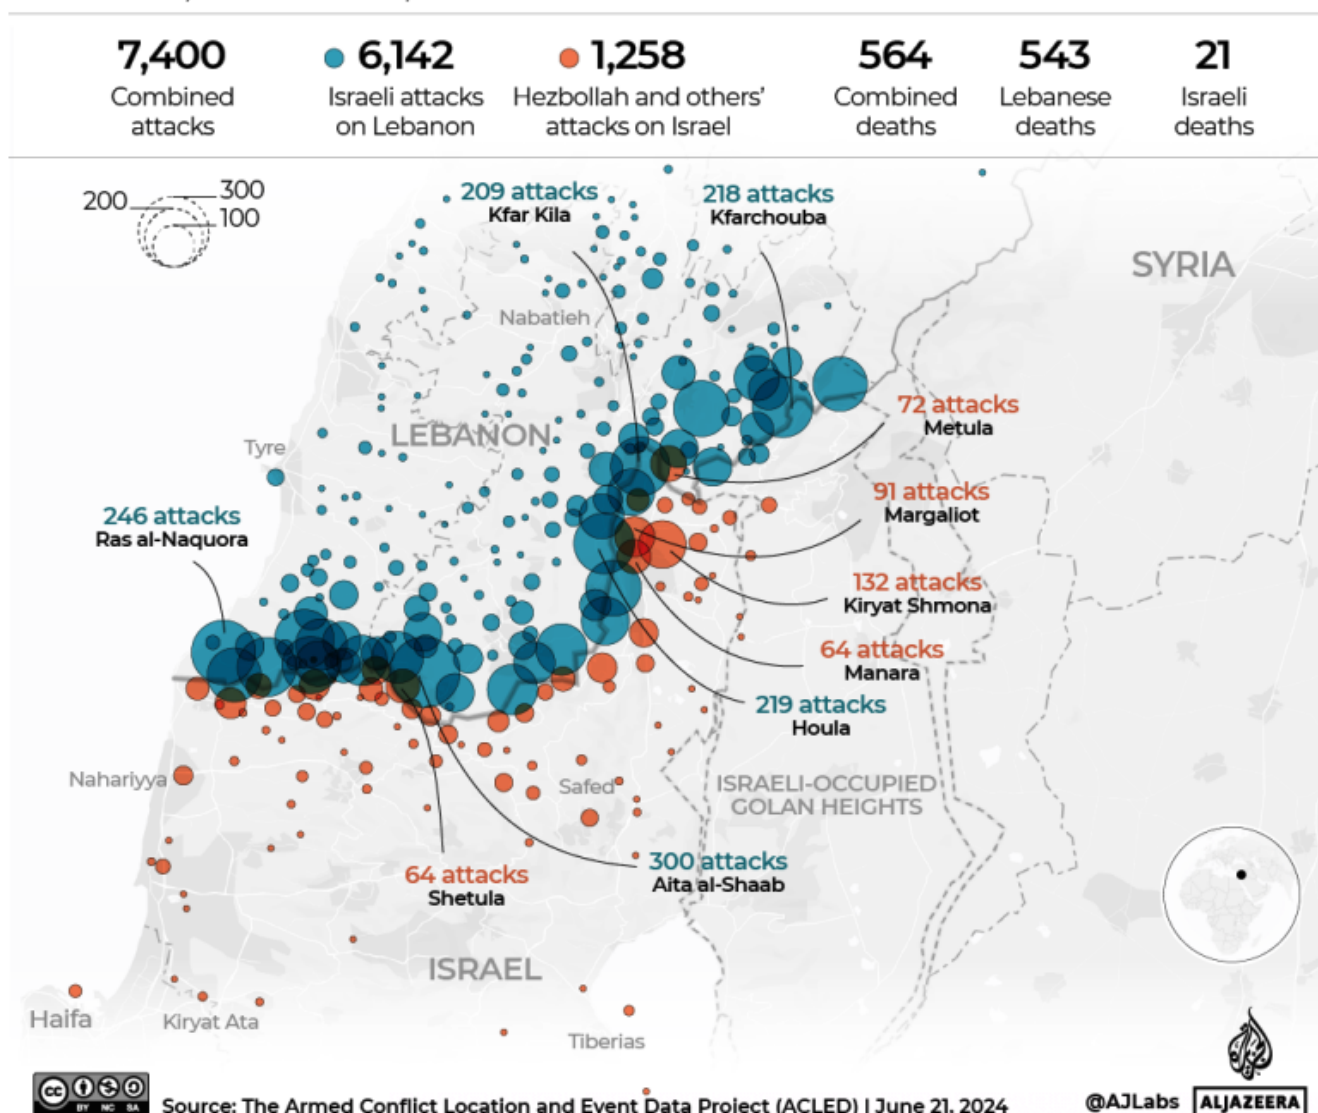 7,400
Combined
attacks
6,142
Israeli attacks
on Lebanon
1,258
Hezbollah and others'
attacks on Israel
564
Combined
deaths
543
Lebanese
deaths
21
Israeli
deaths
300
200
100
209 attacks
Kfar Kila
218 attacks
Kfarchouba
SYRIA
Nabatieh
72 attacks
Metula
LEBANON
Tyre
91 attacks
Margaliot
246 attacks
Ras al-Naquora
132 attacks
Kiryat Shmona
64 attacks
Manara
219 attacks
Houla
Nahariyya
Safed
ISRAELI-OCCUPIED
GOLAN HEIGHTS
64 attacks
Shetula
300 attacks
Aita al-Shaab
ISRAEL
Haifa
Kiryat Ata
Tiberias
cc BY NC SA
Source: The Armed Conflict Location and Event Data Project (ACLED) | June 21, 2024
@AJLabs
ALJAZEERA